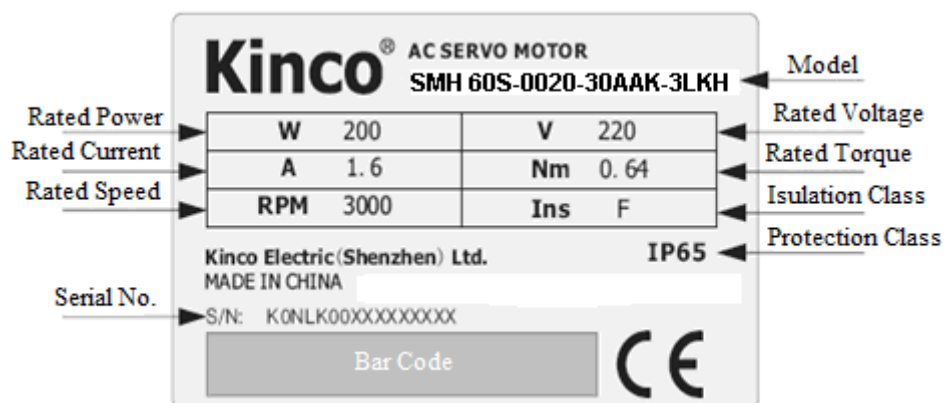 Kinco® AC SERVO MOTOR
SMH 60S-0020-30AAK-3LKH
Model
Rated Power
W 200
V 220
Rated Voltage
Rated Current
A 1.6
Nm 0.64
Rated Torque
Rated Speed
RPM 3000
Ins F
Isulation Class
Kinco Electric(Shenzhen) Ltd.
IP65
Protection Class
MADE IN CHINA
Serial No.
S/N: K0NLK00XXXXXXXXX
Bar Code
CE